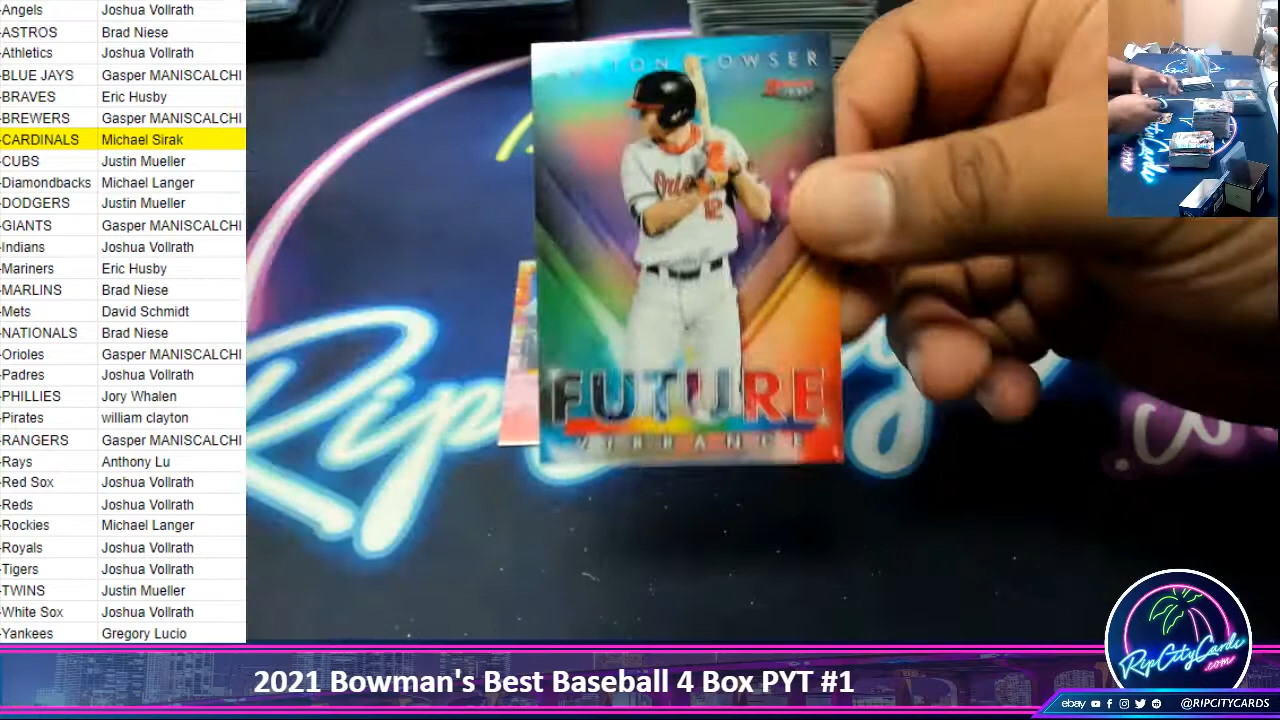 -Angels Joshua Vollrath
-ASTROS Brad Niese
-Athletics Joshua Vollrath
-BLUE JAYS Gasper MANISCALCHI
-BRAVES Eric Husby
-BREWERS Gasper MANISCALCHI
-CARDINALS Michael Sirak
-CUBS Justin Mueller
-Diamondbacks Michael Langer
-DODGERS Justin Mueller
-GIANTS Gasper MANISCALCHI
-Indians Joshua Vollrath
-Mariners Eric Husby
-MARLINS Brad Niese
-Mets David Schmidt
-NATIONALS Brad Niese
-Orioles Gasper MANISCALCHI
-Padres Joshua Vollrath
-PHILLIES Jory Whalen
-Pirates william clayton
-RANGERS Gasper MANISCALCHI
-Rays Anthony Lu
-Red Sox Joshua Vollrath
-Reds Joshua Vollrath
-Rockies Michael Langer
-Royals Joshua Vollrath
-Tigers Joshua Vollrath
-TWINS Justin Mueller
-White Sox Joshua Vollrath
-Yankees Gregory Lucio
12
FUTURE
Rip
RipCityCards
.com
2021 Bowman's Best Baseball 4 Box PYT #1
ebay @RIPCITYCARDS